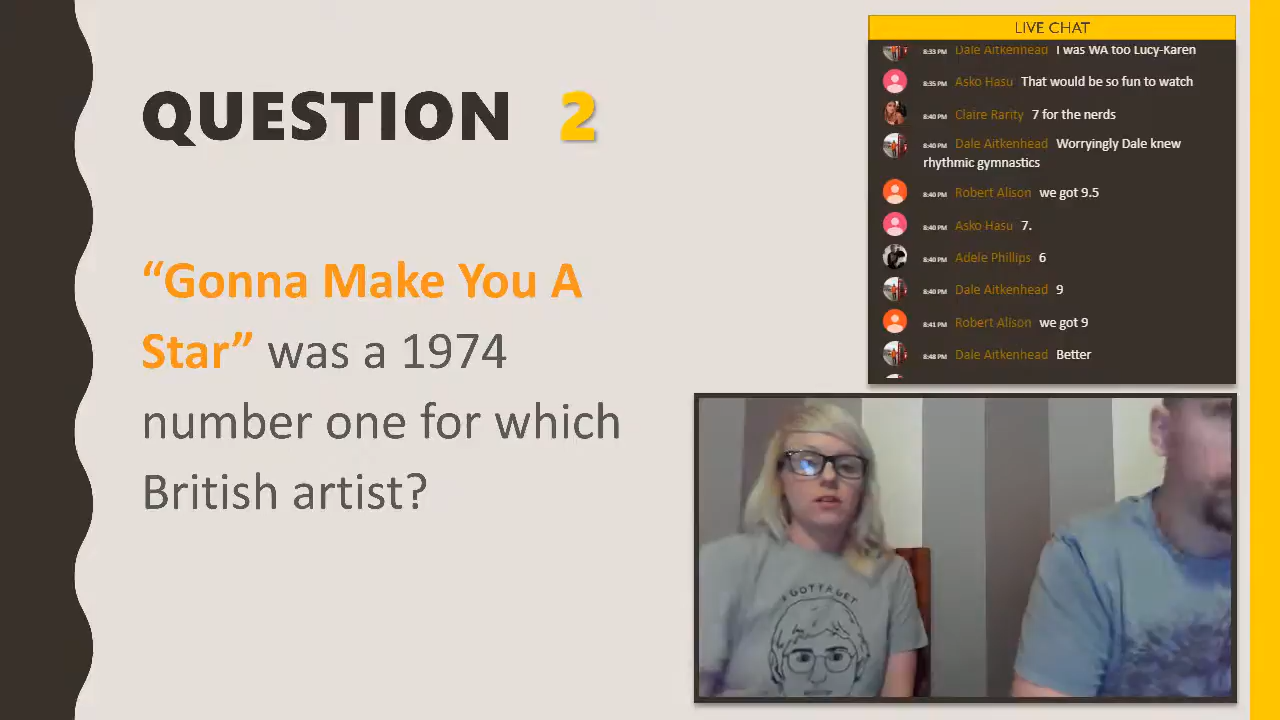 QUESTION 2
“Gonna Make You A
Star” was a 1974
number one for which
British artist?
LIVE CHAT
8:33 PM Dale Aitkenhead I was WA too Lucy-Karen
8:35 PM Asko Hasu That would be so fun to watch
8:40 PM Claire Rarity 7 for the nerds
8:40 PM Dale Aitkenhead Worryingly Dale knew
rhythmic gymnastics
8:40 PM Robert Alison we got 9.5
8:40 PM Asko Hasu 7.
8:40 PM Adele Phillips 6
8:40 PM Dale Aitkenhead 9
8:41 PM Robert Alison we got 9
8:48 PM Dale Aitkenhead Better
I GOTTA GET